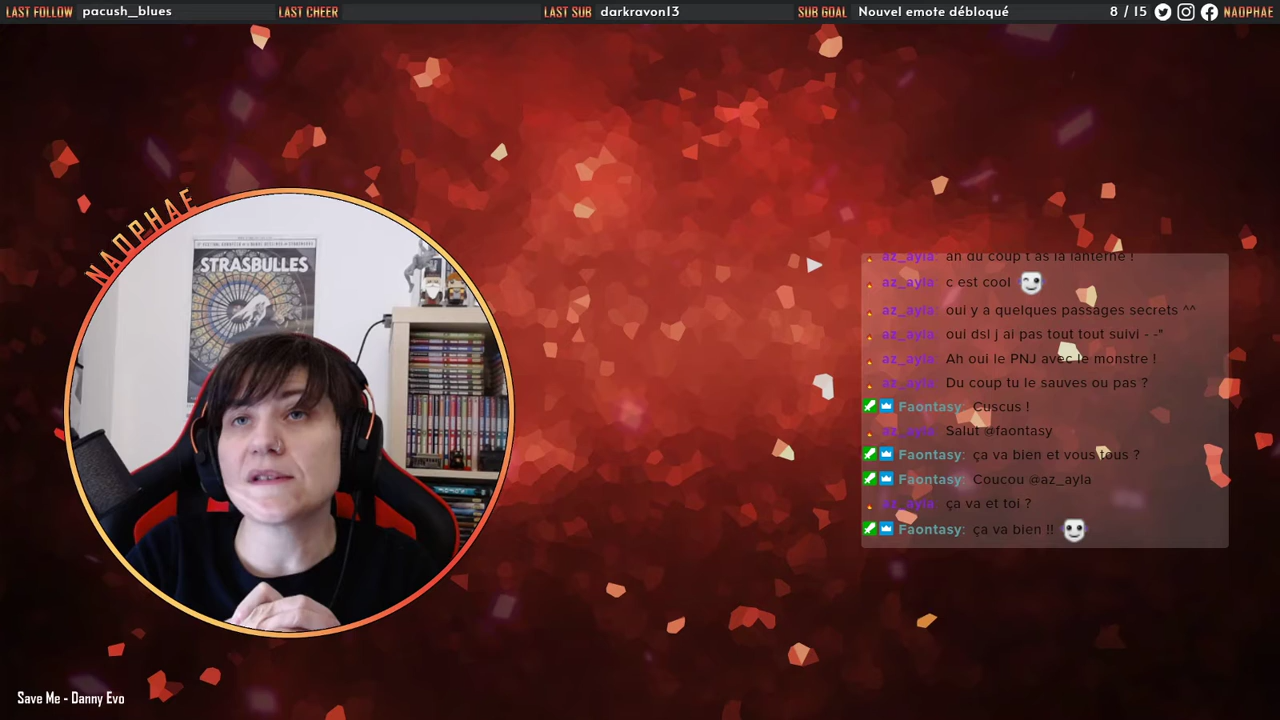 LAST FOLLOW pacush_blues LAST CHEER LAST SUB darkravon13 SUB GOAL Nouvel emote débloqué 8 / 15 NAOPHAE
NAOPHAE
STRASBULLES
az_ayla: ah du coup t as la lanterne !
az_ayla: c est cool
az_ayla: oui y a quelques passages secrets ^^
az_ayla: oui dsl j ai pas tout tout suivi - -"
az_ayla: Ah oui le PNJ avec le monstre !
az_ayla: Du coup tu le sauves ou pas ?
Faontasy: Cuscus !
az_ayla: Salut @faontasy
Faontasy: ça va bien et vous tous ?
Faontasy: Coucou @az_ayla
az_ayla: ça va et toi ?
Faontasy: ça va bien !!
Save Me - Danny Evo